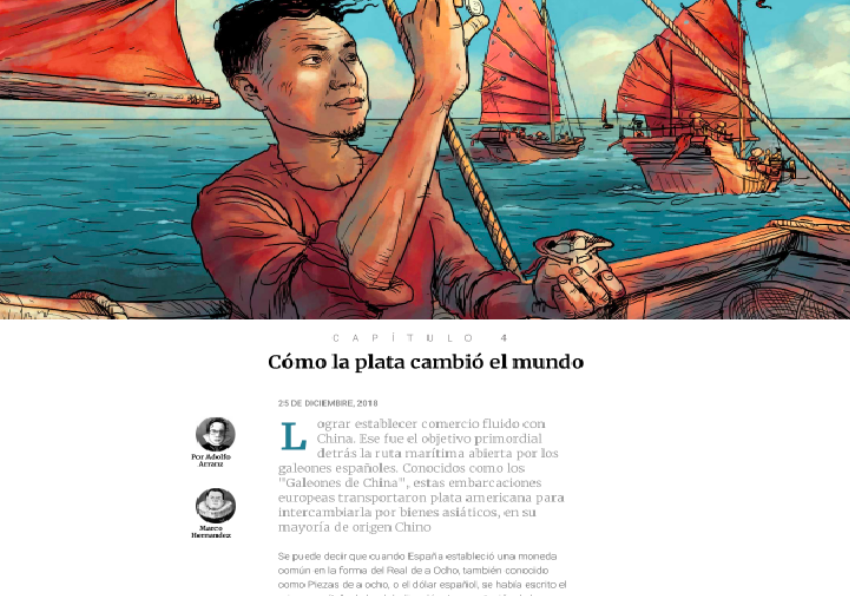 CAPÍTULO 4
Cómo la plata cambió el mundo
25 DE DICIEMBRE, 2018
Por Adolfo
Arranz
Marco
Hernandez
Lograr establecer comercio fluido con
China. Ese fue el objetivo primordial
detrás la ruta marítima abierta por los
galeones españoles. Conocidos como los
"Galeones de China", estas embarcaciones
europeas transportaron plata americana para
intercambiarla por bienes asiáticos, en su
mayoría de origen Chino
Se puede decir que cuando España estableció una moneda
común en la forma del Real de a Ocho, también conocido
como Piezas de a ocho, o el dólar español, se había escrito el